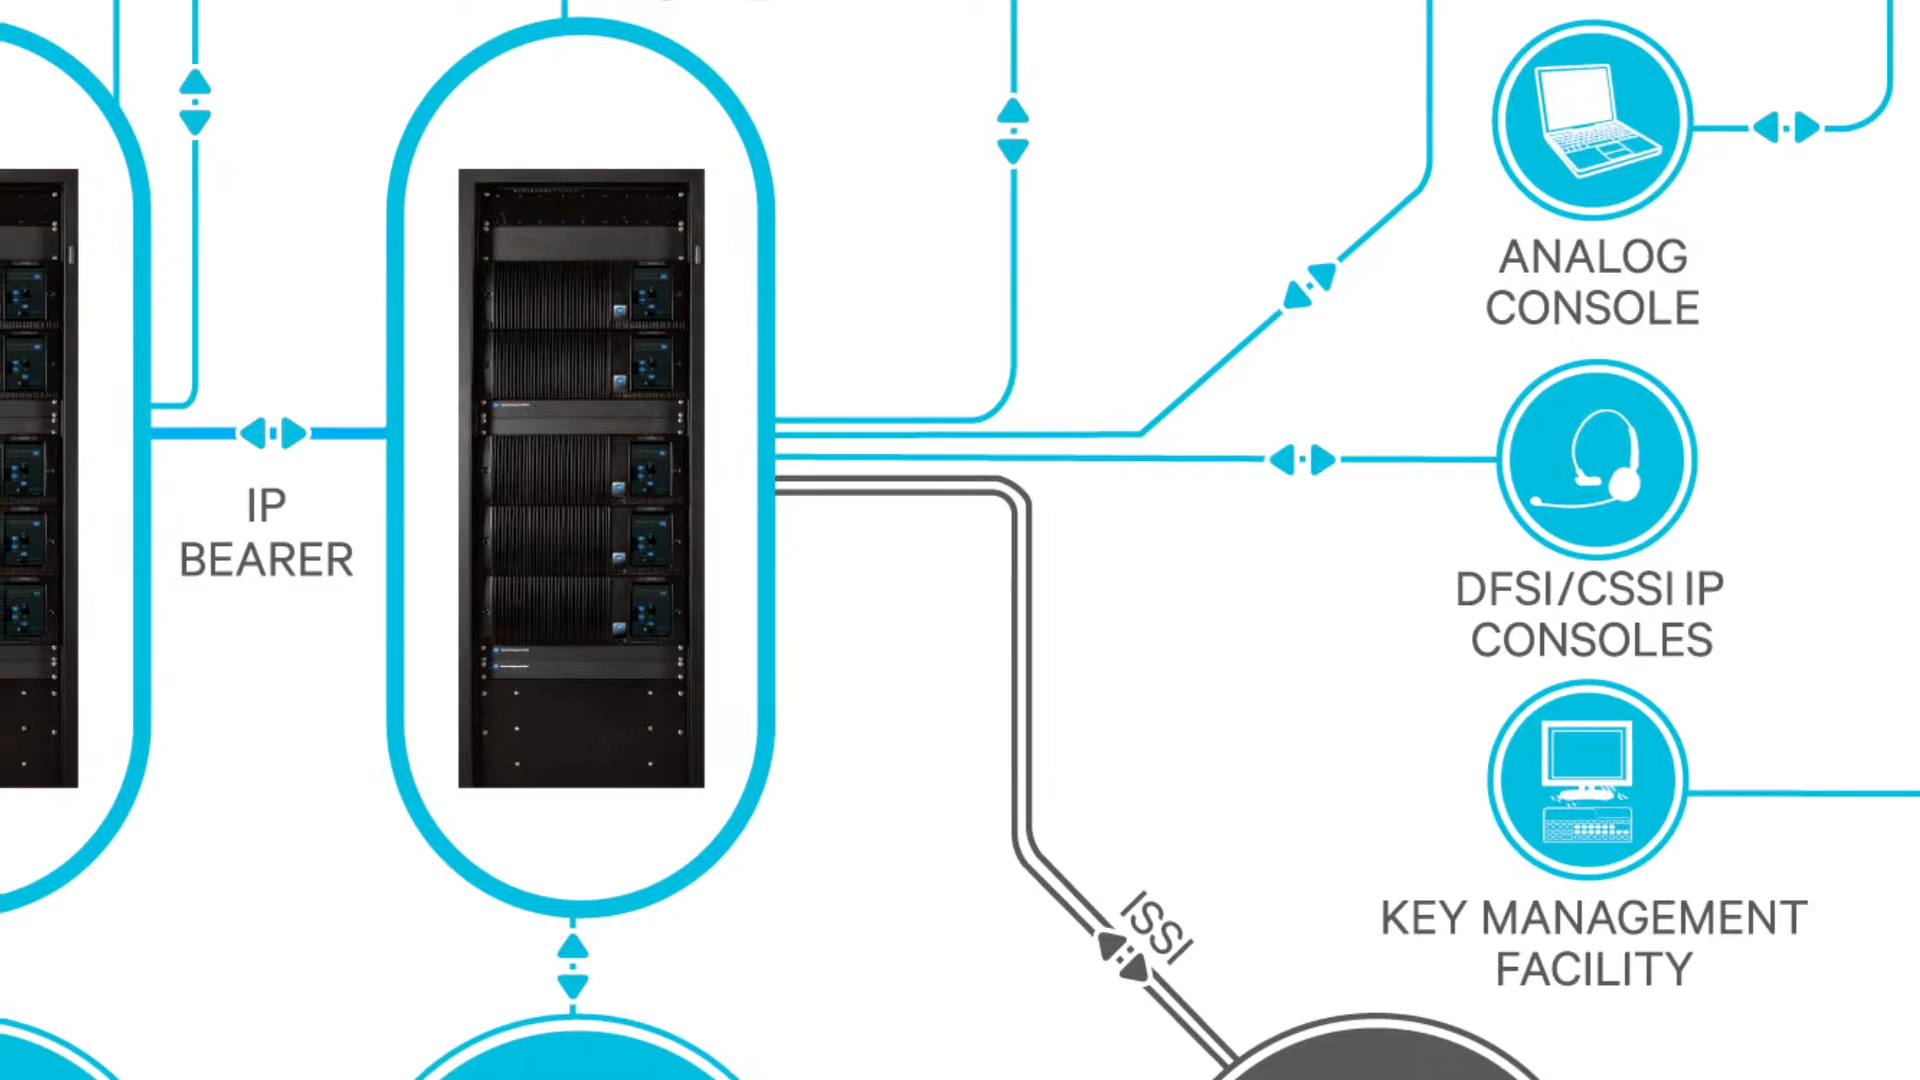 ANALOG
CONSOLE
IP
BEARER
DFSI/CSSI IP
CONSOLES
ISSI
KEY MANAGEMENT
FACILITY